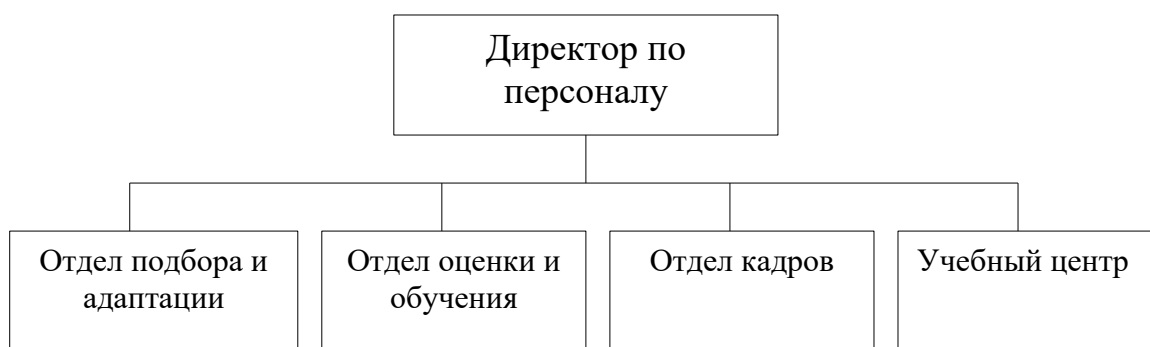 Директор по
персоналу
Отдел подбора и
адаптации
Отдел оценки и
обучения
Отдел кадров
Учебный центр